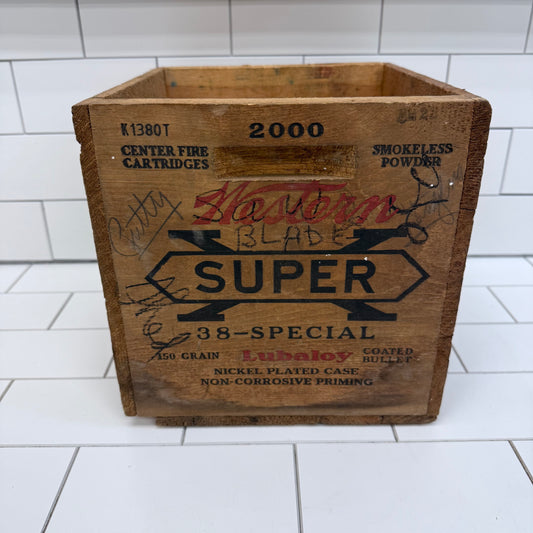 K1380T
2000
CENTER FIRE
CARTRIDGES
SMOKELESS
POWDER
Western
BLADE
SUPER
X
38-SPECIAL
150 GRAIN
Lubaloy
COATED
BULLET
NICKEL PLATED CASE
NON-CORROSIVE PRIMING